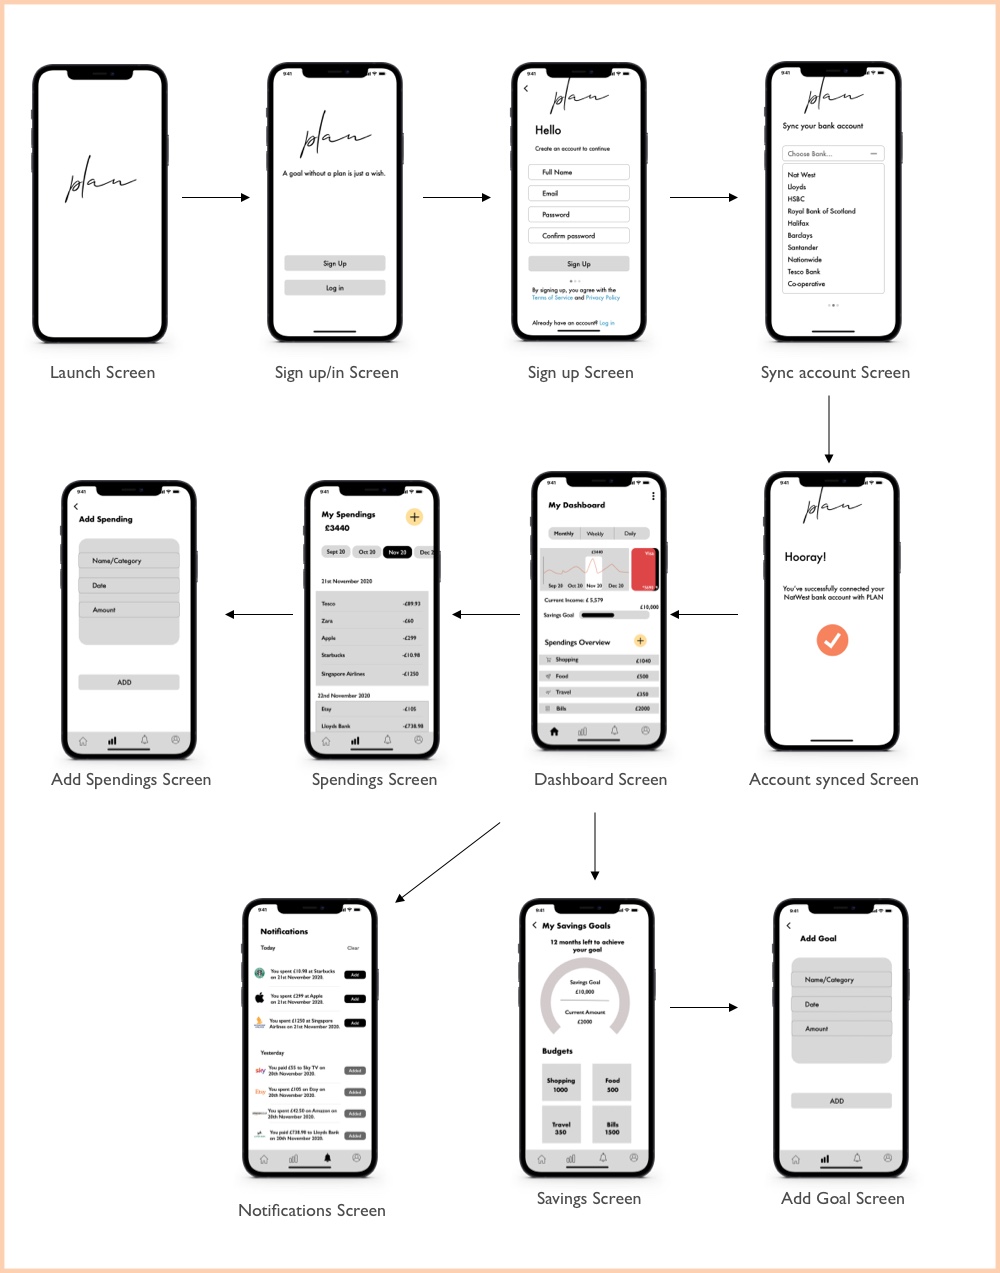 plan
Launch Screen
9:41
plan
A goal without a plan is just a wish.
Sign Up
Log in
Sign up/in Screen
9:41
plan
Hello
Create an account to continue
Full Name
Email
Password
Confirm password
Sign Up
By signing up, you agree with the
Terms of Service and Privacy Policy
Already have an account? Log in
Sign up Screen
9:41
plan
Sync your bank account
Choose Bank...
Nat West
Lloyds
HSBC
Royal Bank of Scotland
Halifax
Barclays
Santander
Nationwide
Tesco Bank
Co-operative
Sync account Screen
9:41
Add Spending
Name/Category
Date
Amount
ADD
Add Spendings Screen
9:41
My Spendings
£3440
Sept 20 Oct 20 Nov 20 Dec 2
21st November 2020
Tesco -£89.93
Zara -£60
Apple -£299
Starbucks -£10.98
Singapore Airlines -£1250
22nd November 2020
Etsy -£105
Lloyds Bank -£738.98
Spendings Screen
9:41
My Dashboard
Monthly Weekly Daily
£3440
Sep 20 Oct 20 Nov 20 Dec 20
Current Income: £ 5,579
£10,000
Savings Goal
Spendings Overview
Shopping £1040
Food £500
Travel £350
Bills £2000
Dashboard Screen
9:41
plan
Hooray!
You've successfully connected your
NatWest bank account with PLAN
Account synced Screen
9:41
Notifications
Today Clear
You spent £10.98 at Starbucks
on 21st November 2020.
Add
You spent £299 at Apple
on 21st November 2020.
Add
You spent £1250 at Singapore
Airlines on 21st November 2020.
Add
Yesterday
sky
You paid £55 to Sky TV on
20th November 2020.
Added
Etsy
You spent £105 on Etsy on
20th November 2020.
Added
You spent £42.50 on Amazon on
20th November 2020.
Added
You paid £738.98 to Lloyds Bank
on 20th November 2020.
Added
Notifications Screen
9:41
My Savings Goals
12 months left to achieve
your goal
Savings Goal
£10,000
Current Amount
£2000
Budgets
Shopping
1000
Food
500
Travel
350
Bills
1500
Savings Screen
9:41
Add Goal
Name/Category
Date
Amount
ADD
Add Goal Screen